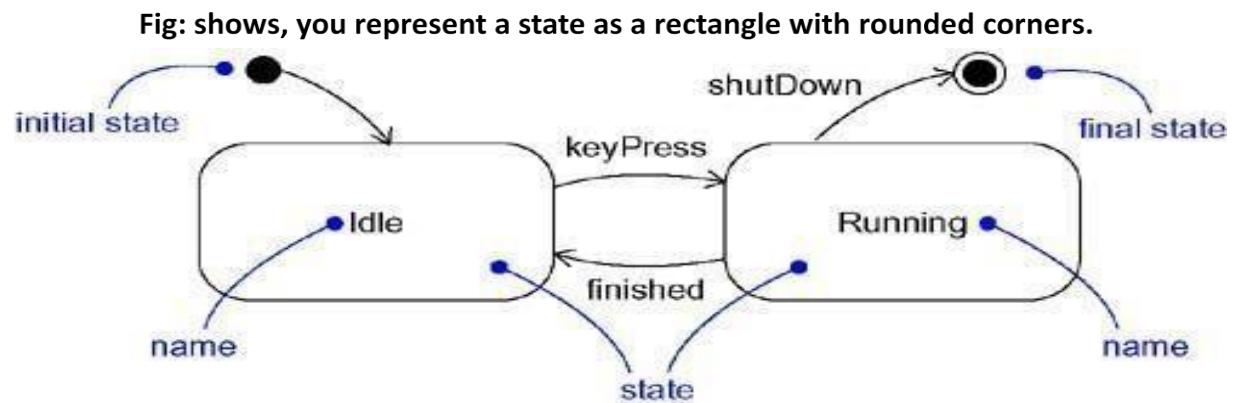 Fig: shows, you represent a state as a rectangle with rounded corners.
shutDown
initial state
final state
keyPress
Idle
Running
finished
name
name
state